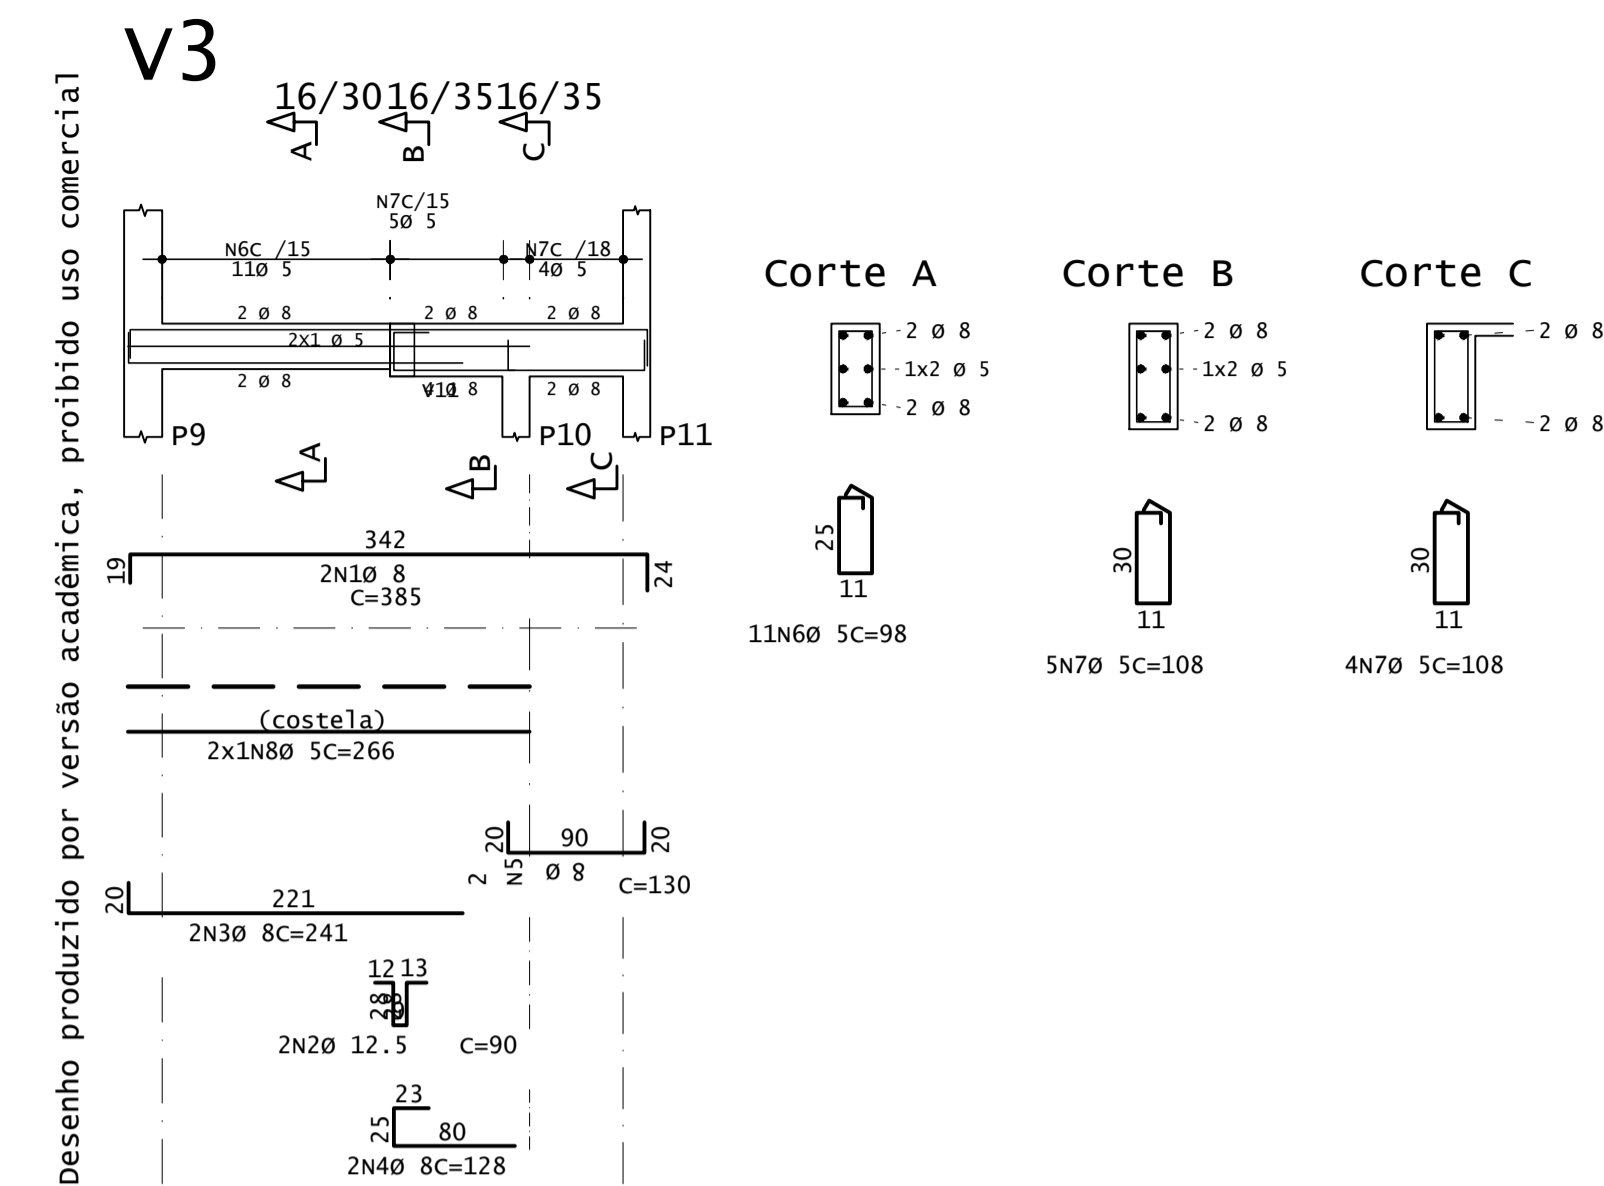 V3
Desenho produzido por versão acadêmica, proibido uso comercial
16/30 16/35 16/35
A B C
N7C/15
5Ø 5
N6C /15 N7C /18
11Ø 5 4Ø 5
2 Ø 8 2 Ø 8 2 Ø 8
2X1 Ø 5
2 Ø 8 4 Ø 8 2 Ø 8
V11
P9 P10 P11
A B C
342
19 24
2N1Ø 8
C=385
(costela)
2x1N8Ø 5C=266
20 90 20
2 N5 Ø 8 C=130
20 221
2N3Ø 8C=241
12 13
28 28
2N2Ø 12.5 C=90
23
25 80
2N4Ø 8C=128
Corte A
2 Ø 8
1x2 Ø 5
2 Ø 8
25
11
11N6Ø 5C=98
Corte B
2 Ø 8
1x2 Ø 5
2 Ø 8
30
11
5N7Ø 5C=108
Corte C
2 Ø 8
2 Ø 8
30
11
4N7Ø 5C=108